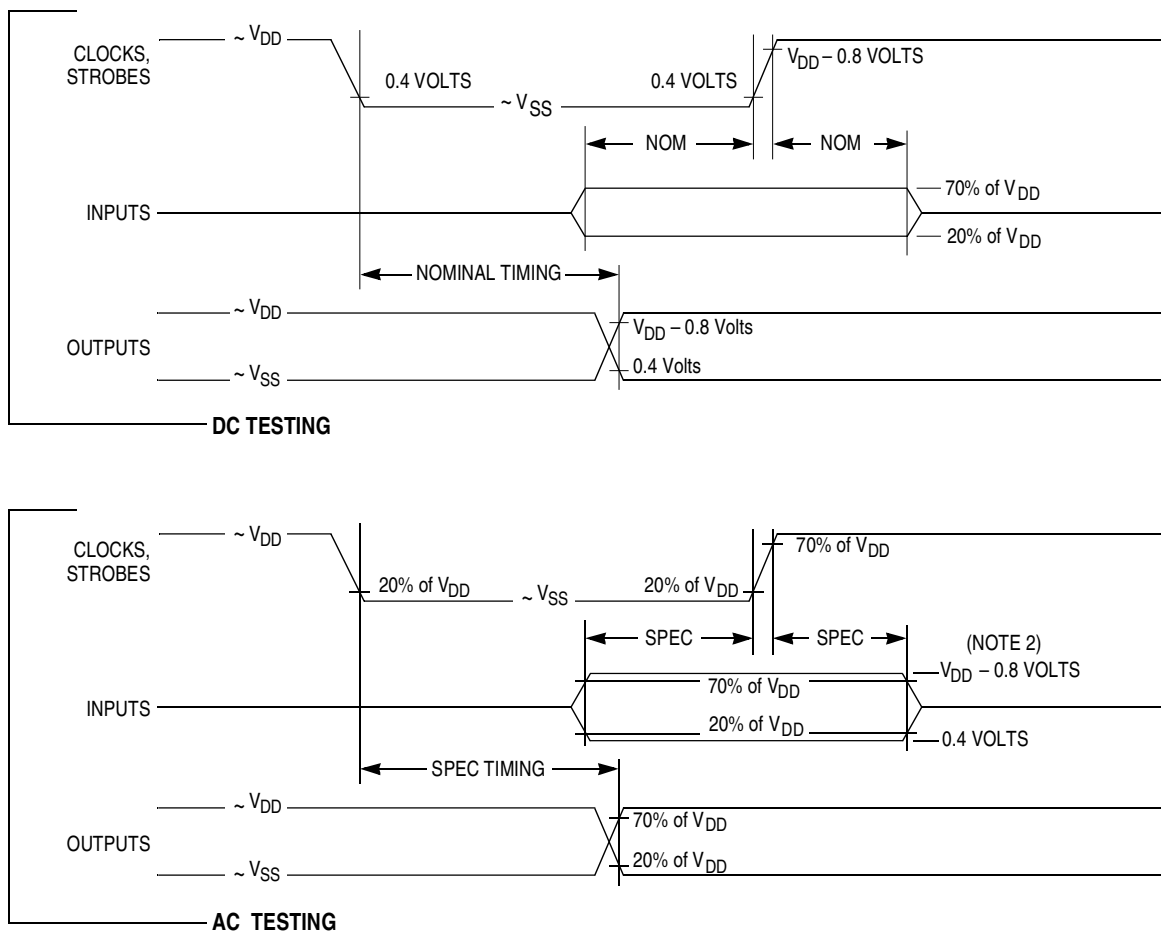 CLOCKS,
STROBES
~ VDD
0.4 VOLTS
~ VSS
0.4 VOLTS
VDD – 0.8 VOLTS
NOM
NOM
INPUTS
70% of VDD
20% of VDD
NOMINAL TIMING
OUTPUTS
~ VDD
~ VSS
VDD – 0.8 Volts
0.4 Volts
DC TESTING
CLOCKS,
STROBES
~ VDD
20% of VDD
~ VSS
20% of VDD
70% of VDD
SPEC
SPEC
(NOTE 2)
VDD – 0.8 VOLTS
INPUTS
70% of VDD
20% of VDD
0.4 VOLTS
SPEC TIMING
OUTPUTS
~ VDD
~ VSS
70% of VDD
20% of VDD
AC TESTING